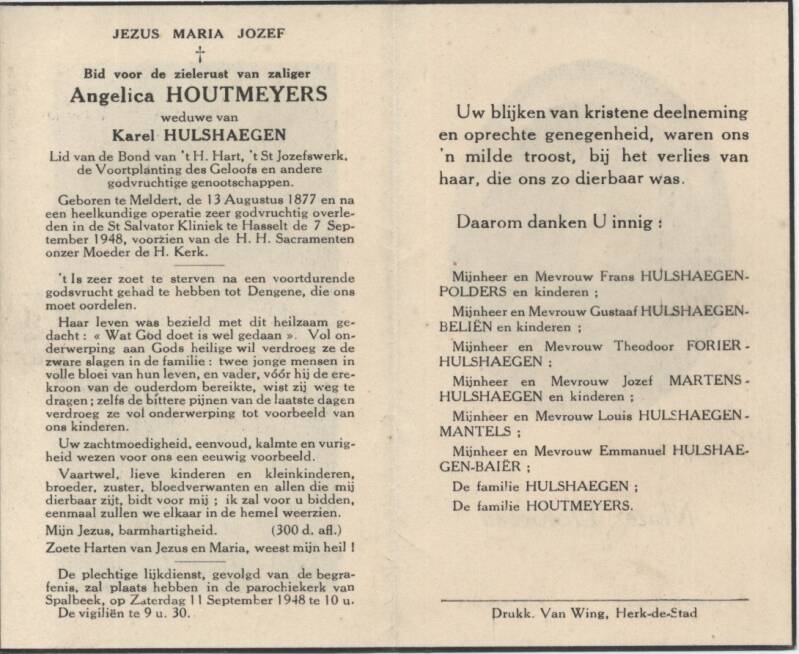 JEZUS MARIA JOZEF
†
Bid voor de zielerust van zaliger
Angelica HOUTMEYERS
weduwe van
Karel HULSHAEGEN
Lid van de Bond van 't H. Hart, 't St Jozefswerk,
de Voortplanting des Geloofs en andere
godvruchtige genootschappen.
Geboren te Meldert, de 13 Augustus 1877 en na
een heelkundige operatie zeer godvruchtig overle-
den in de St Salvator Kliniek te Hasselt de 7 Sep-
tember 1948, voorzien van de H. H. Sacramenten
onzer Moeder de H. Kerk.
't Is zeer zoet te sterven na een voortdurende
godsvrucht gehad te hebben tot Dengene, die ons
moet oordelen.
Haar leven was bezield met dit heilzaam ge-
dacht : « Wat God doet is wel gedaan ». Vol on-
derwerping aan Gods heilige wil verdroeg ze de
zware slagen in de familie : twee jonge mensen in
volle bloei van hun leven, en vader, vóór hij de ere-
kroon van de ouderdom bereikte, wist zij weg te
dragen ; zelfs de bittere pijnen van de laatste dagen
verdroeg ze vol onderwerping tot voorbeeld van
ons kinderen.
Uw zachtmoedigheid, eenvoud, kalmte en vurig-
heid wezen voor ons een eeuwig voorbeeld.
Vaartwel, lieve kinderen en kleinkinderen,
broeder, zuster, bloedverwanten en allen die mij
dierbaar zijt, bidt voor mij ; ik zal voor u bidden,
eenmaal zullen we elkaar in de hemel weerzien.
Mijn Jezus, barmhartigheid. (300 d. afl.)
Zoete Harten van Jezus en Maria, weest mijn heil !
De plechtige lijkdienst, gevolgd van de begra-
fenis, zal plaats hebben in de parochiekerk van
Spalbeek, op Zaterdag 11 September 1948 te 10 u.
De vigiliën te 9 u. 30.
Uw blijken van kristene deelneming
en oprechte genegenheid, waren ons
'n milde troost, bij het verlies van
haar, die ons zo dierbaar was.
Daarom danken U innig :
Mijnheer en Mevrouw Frans HULSHAEGEN-
POLDERS en kinderen ;
Mijnheer en Mevrouw Gustaaf HULSHAEGEN-
BELIËN en kinderen ;
Mijnheer en Mevrouw Theodoor FORIER-
HULSHAEGEN ;
Mijnheer en Mevrouw Jozef MARTENS-
HULSHAEGEN en kinderen ;
Mijnheer en Mevrouw Louis HULSHAEGEN-
MANTELS ;
Mijnheer en Mevrouw Emmanuel HULSHAE-
GEN-BAIËR ;
De familie HULSHAEGEN ;
De familie HOUTMEYERS.
Drukk. Van Wing, Herk-de-Stad